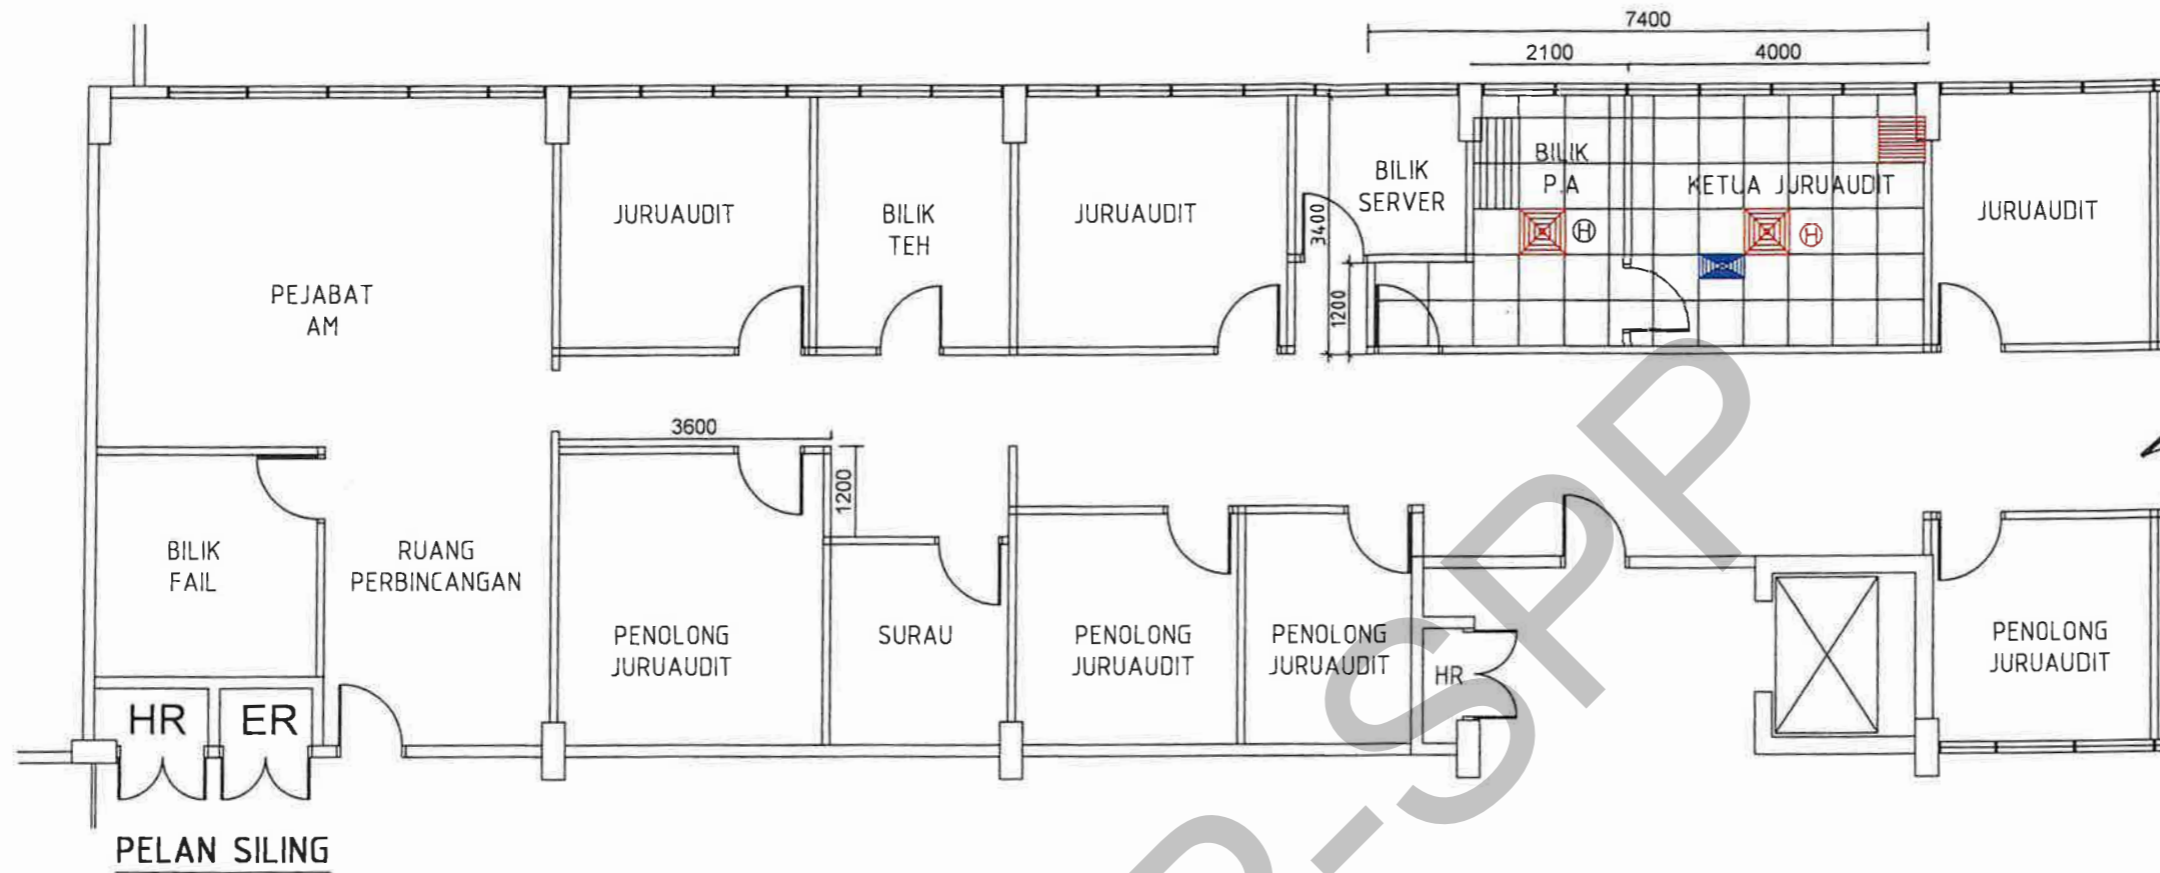 7400
2100
4000
BILIK
P.A
KETUA JURUAUDIT
BILIK
SERVER
3400
1200
JURUAUDIT
BILIK
TEH
JURUAUDIT
JURUAUDIT
H
H
PEJABAT
AM
3600
1200
BILIK
FAIL
RUANG
PERBINCANGAN
PENOLONG
JURUAUDIT
SURAU
PENOLONG
JURUAUDIT
PENOLONG
JURUAUDIT
HR
PENOLONG
JURUAUDIT
HR
ER
PELAN SILING
R-SPP